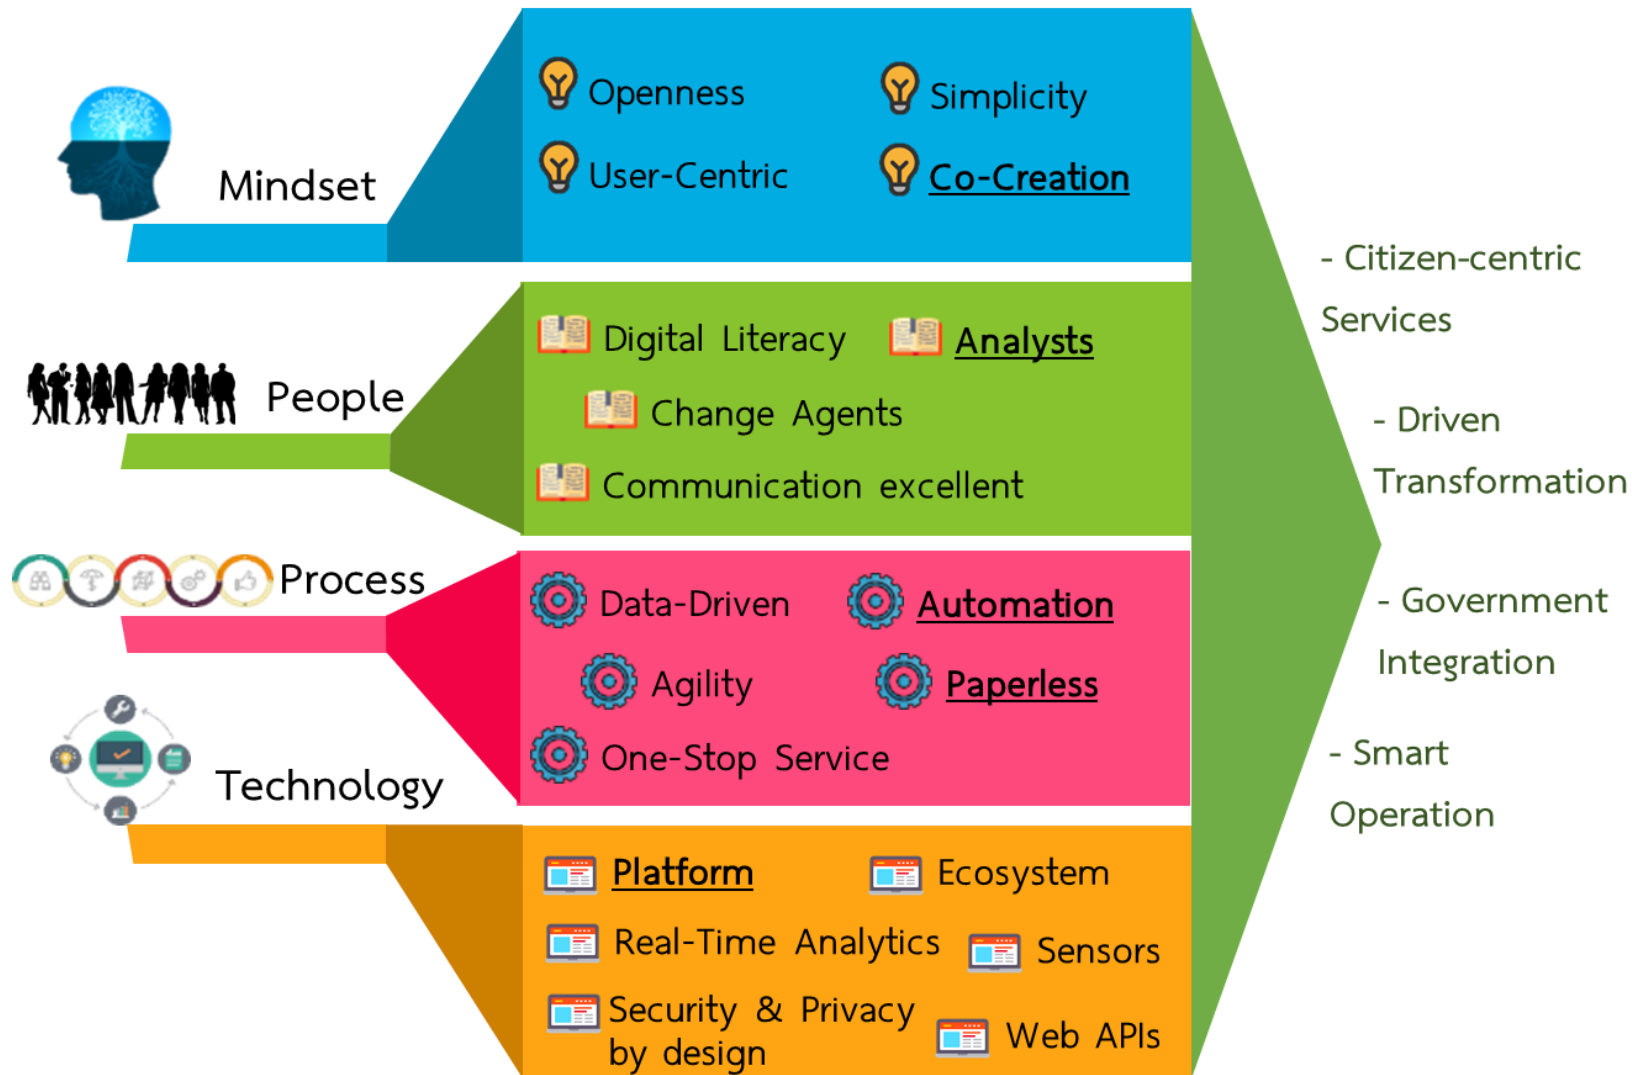 Mindset
Openness
Simplicity
User-Centric
Co-Creation
People
Digital Literacy
Analysts
Change Agents
Communication excellent
Process
Data-Driven
Automation
Agility
Paperless
One-Stop Service
Technology
Platform
Ecosystem
Real-Time Analytics
Sensors
Security & Privacy
by design
Web APIs
- Citizen-centric
Services
- Driven
Transformation
- Government
Integration
- Smart
Operation